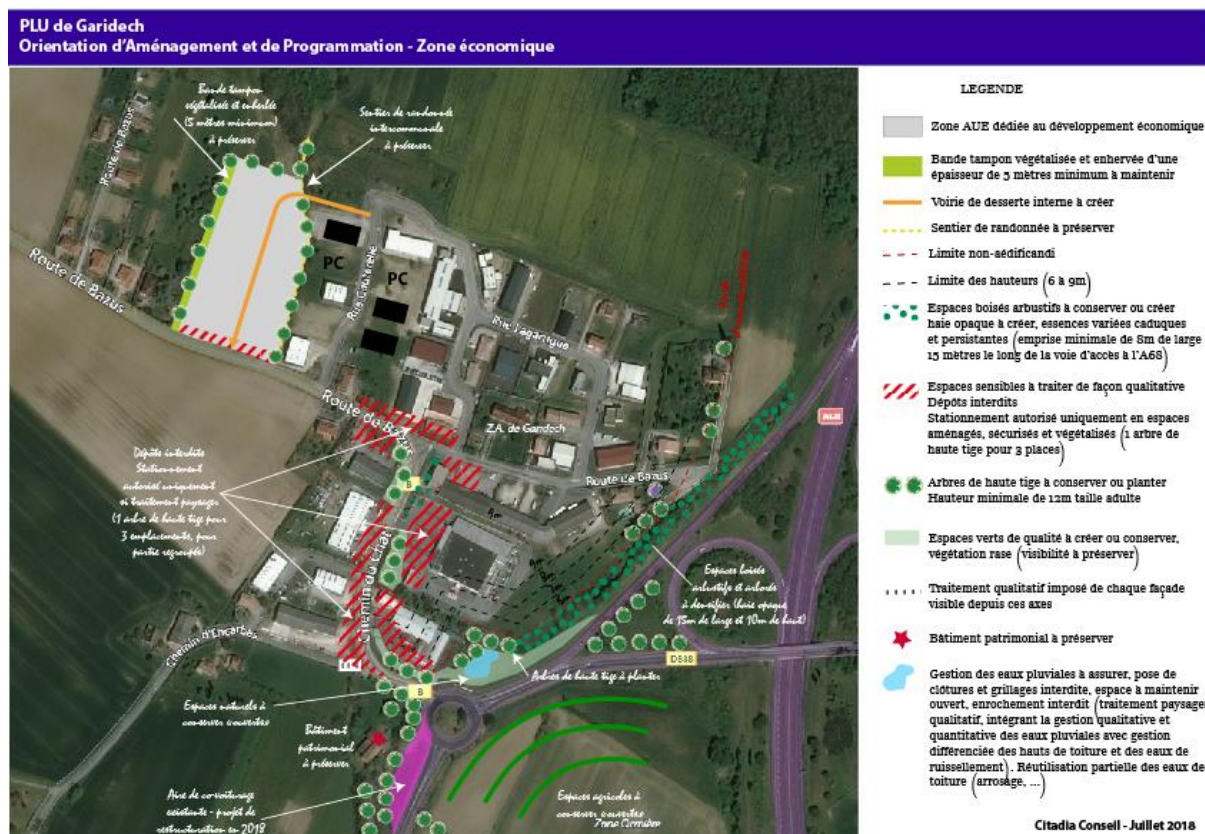 PLU de Garidech
Orientation d'Aménagement et de Programmation - Zone économique
Bande tampon
végétalisée et enherbée
(5 mètres minimum)
à préserver
Sentier de randonnée
intercommunale
à préserver
Route de Bazus
Route de Bazus
PC
PC
Rue
Route de Bazus
Z.A. de Garidech
Route de Bazus
Dépôts interdits
Stationnement
autorisé uniquement
si traitement paysager
(1 arbre de haute tige pour
3 emplacements, pour
partie regroupés)
B
Chemin du Chat
Chemin d'Encarbes
Espaces boisés
arbustifs et arborés
à densifier (haie opaque
de 15m de large et 10m de haut)
D888
Arbres de haute tige à planter
B
Espaces naturels à
conserver ouvertes
Bâtiment
patrimonial
à préserver
Aire de covoiturage
existante - projet de
restructuration en 2018
Espaces agricoles à
conserver ouvertes
LEGENDE
Zone AUE dédiée au développement économique
Bande tampon végétalisée et enhervée d'une
épaisseur de 5 mètres minimum à maintenir
Voirie de desserte interne à créer
Sentier de randonnée à préserver
Limite non-aédificandi
Limite des hauteurs (6 à 9m)
Espaces boisés arbustifs à conserver ou créer
haie opaque à créer, essences variées caduques
et persistantes (emprise minimale de 8m de large
15 mètres le long de la voie d'accès à l'A68)
Espaces sensibles à traiter de façon qualitative
Dépôts interdits
Stationnement autorisé uniquement en espaces
aménagés, sécurisés et végétalisés (1 arbre de
haute tige pour 3 places)
Arbres de haute tige à conserver ou planter
Hauteur minimale de 12m taille adulte
Espaces verts de qualité à créer ou conserver,
végétation rase (visibilité à préserver)
Traitement qualitatif imposé de chaque façade
visible depuis ces axes
Bâtiment patrimonial à préserver
Gestion des eaux pluviales à assurer, pose de
clôtures et grillages interdite, espace à maintenir
ouvert, enrochement interdit (traitement paysage
qualitatif, intégrant la gestion qualitative et
quantitative des eaux pluviales avec gestion
différenciée des hauts de toiture et des eaux de
ruissellement). Réutilisation partielle des eaux de
toiture (arrosage, ...)
Citadia Conseil - Juillet 2018